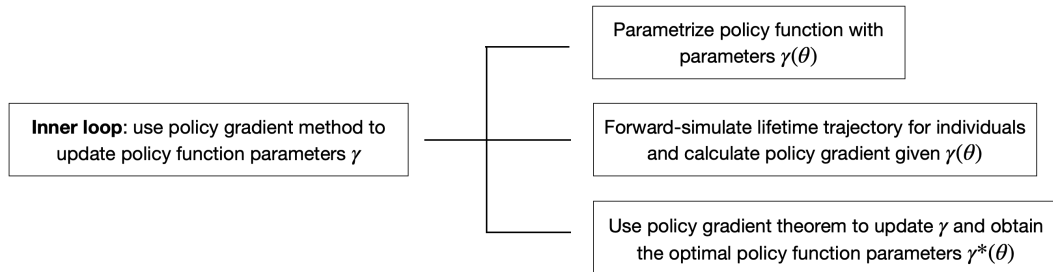 Parametrize policy function with
parameters γ(θ)
Inner loop: use policy gradient method to
update policy function parameters γ
Forward-simulate lifetime trajectory for individuals
and calculate policy gradient given γ(θ)
Use policy gradient theorem to update γ and obtain
the optimal policy function parameters γ*(θ)